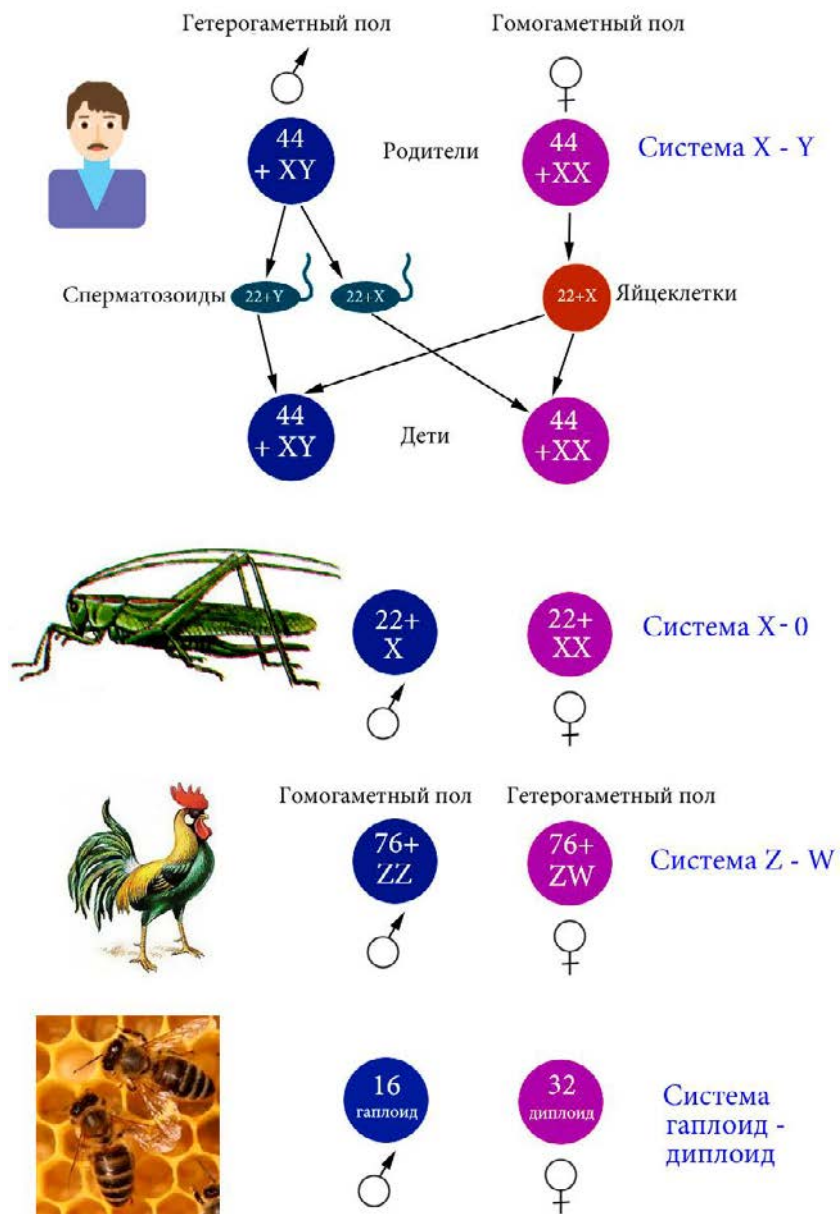 Гетерогаметный пол
Гомогаметный пол
44
+ XY
Родители
44
+XX
Система X - Y
Сперматозоиды
22+Y
22+X
22+X
Яйцеклетки
44
+ XY
Дети
44
+XX
22+
X
22+
XX
Система X-0
Гомогаметный пол
Гетерогаметный пол
76+
ZZ
76+
ZW
Система Z - W
16
гаплоид
32
диплоид
Система
гаплоид -
диплоид